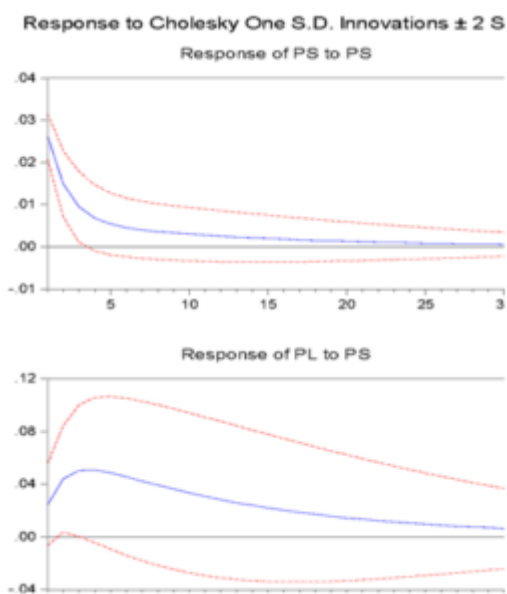 Response to Cholesky One S.D. Innovations ± 2 S
Response of PS to PS
.04
.03
.02
.01
.00
-.01
5 10 15 20 25 3
Response of PL to PS
.12
.08
.04
.00
-.04